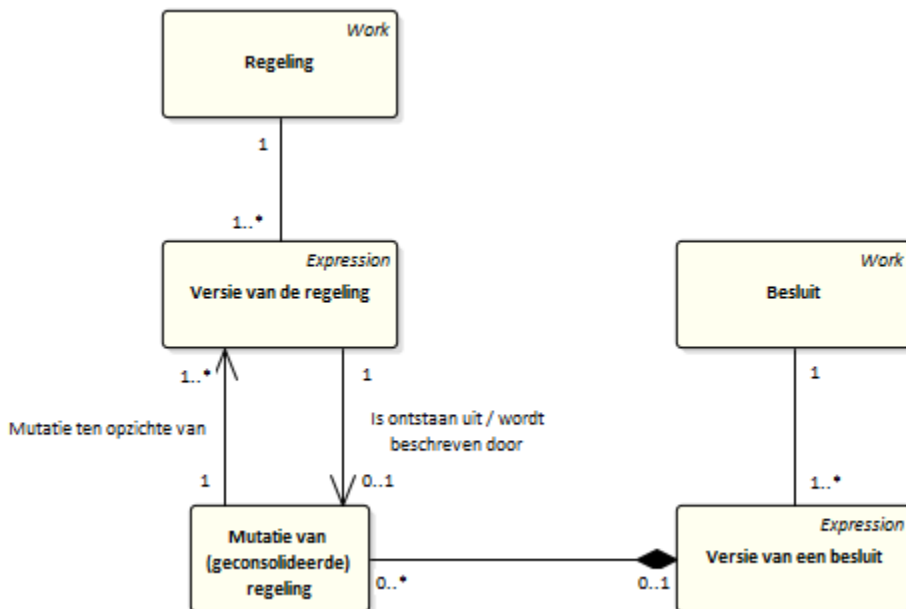 Work
Regeling
1
1..*
Expression
Versie van de regeling
Work
Besluit
1..*
1
1
Mutatie ten opzichte van
Is ontstaan uit / wordt
beschreven door
1
0..1
1..*
Mutatie van
(geconsolideerde)
regeling
Expression
Versie van een besluit
0..*
0..1